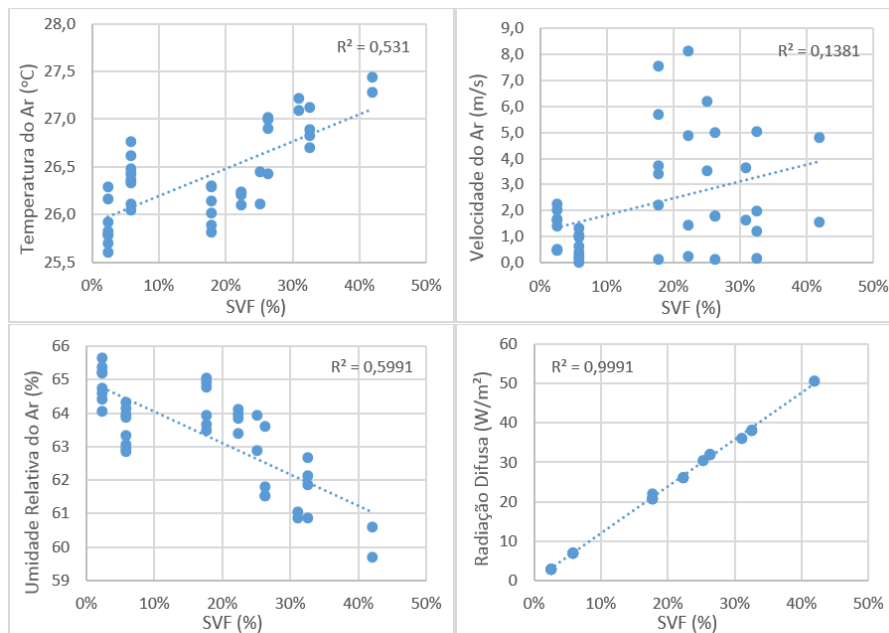 28,0
27,5
27,0
26,5
26,0
25,5
Temperatura do Ar (°C)
R² = 0,531
0% 10% 20% 30% 40% 50%
SVF (%)
9,0
8,0
7,0
6,0
5,0
4,0
3,0
2,0
1,0
0,0
Velocidade do Ar (m/s)
R² = 0,1381
0% 10% 20% 30% 40% 50%
SVF (%)
66
65
64
63
62
61
60
59
Umidade Relativa do Ar (%)
R² = 0,5991
0% 10% 20% 30% 40% 50%
SVF (%)
60
50
40
30
20
10
0
Radiação Difusa (W/m²)
R² = 0,9991
0% 10% 20% 30% 40% 50%
SVF (%)